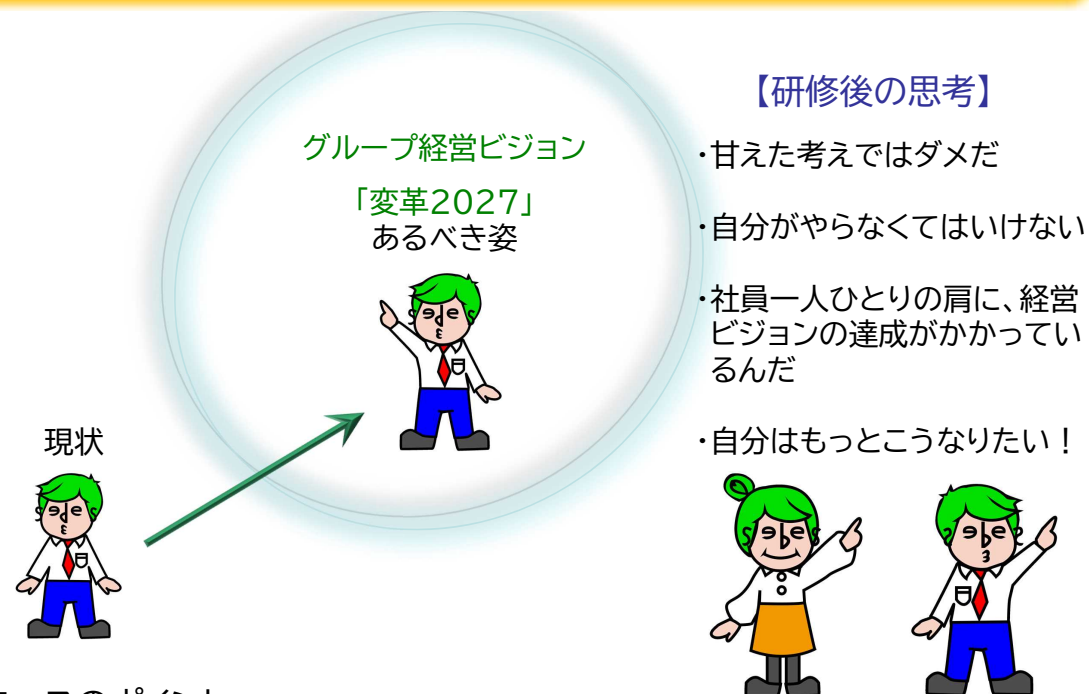 グループ経営ビジョン
「変革2027」
あるべき姿
現状
【研修後の思考】
・甘えた考えではダメだ
・自分がやらなくてはいけない
・社員一人ひとりの肩に、経営
ビジョンの達成がかかってい
るんだ
・自分はもっとこうなりたい！